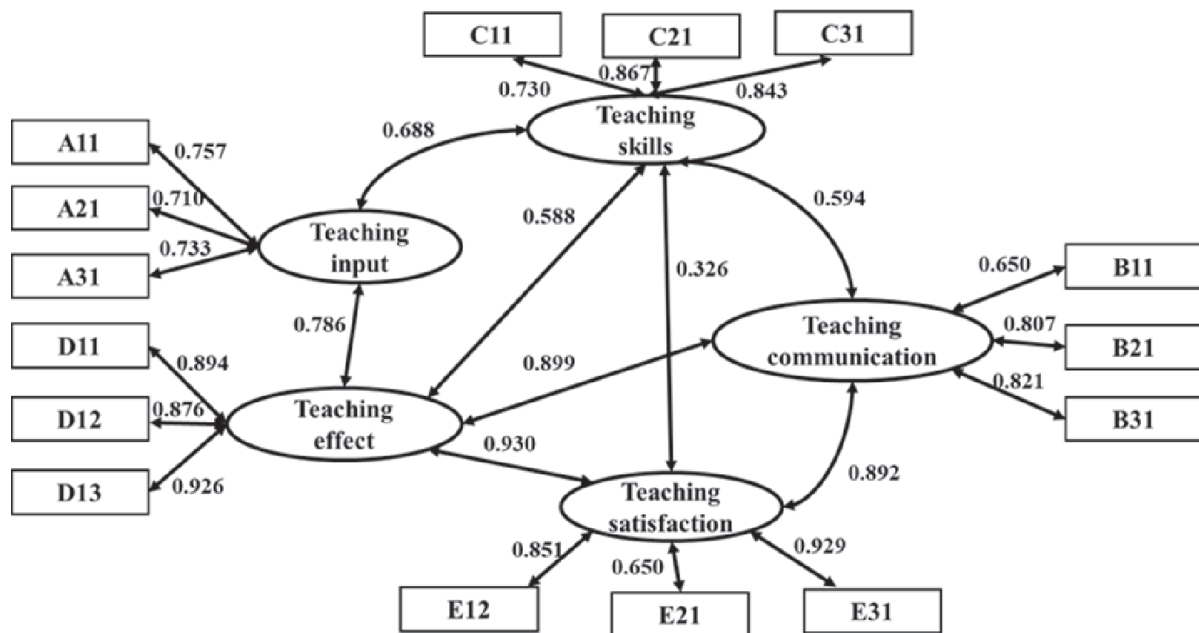 C11
C21
C31
0.730
0.867
0.843
Teaching
skills
A11
0.757
0.688
A21
0.710
A31
0.733
Teaching
input
0.588
0.594
0.326
0.650
B11
0.786
Teaching
communication
0.807
B21
0.821
B31
D11
0.894
0.899
D12
0.876
Teaching
effect
D13
0.926
0.930
0.892
Teaching
satisfaction
0.851
0.650
0.929
E12
E21
E31